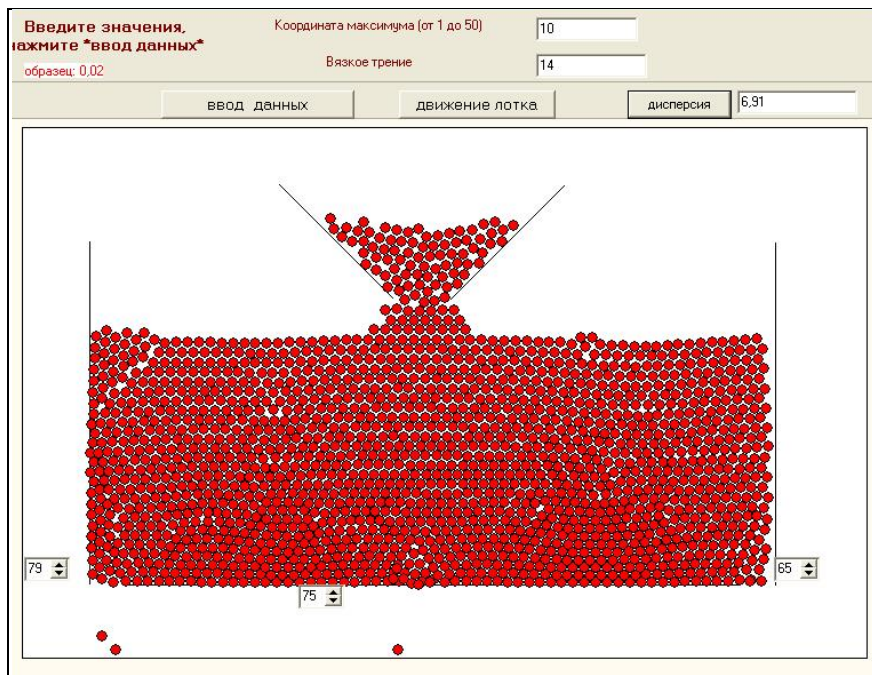 Введите значения,
нажмите *ввод данных*
образец: 0,02
Координата максимума (от 1 до 50)
10
Вязкое трение
14
ввод данных
движение лотка
дисперсия
6,91
79
75
65